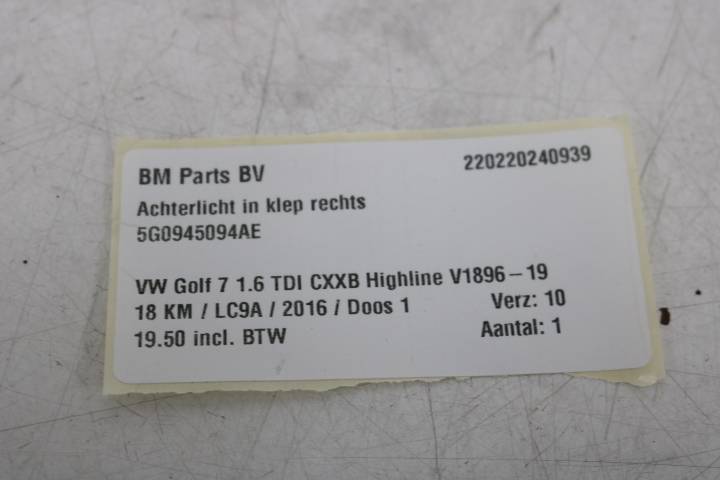 BM Parts BV 220220240939
Achterlicht in klep rechts
5G0945094AE
VW Golf 7 1.6 TDI CXXB Highline V1896-19
18 KM / LC9A / 2016 / Doos 1 Verz: 10
19.50 incl. BTW Aantal: 1